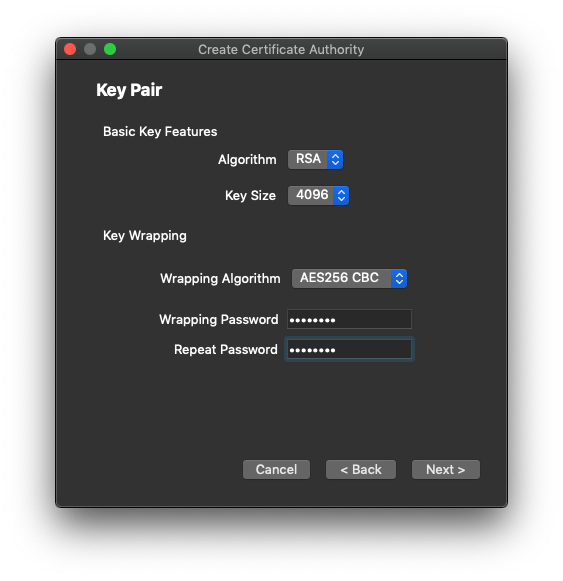 Create Certificate Authority
Key Pair
Basic Key Features
Algorithm RSA
Key Size 4096
Key Wrapping
Wrapping Algorithm AES256 CBC
Wrapping Password ••••••••
Repeat Password ••••••••
Cancel < Back Next >